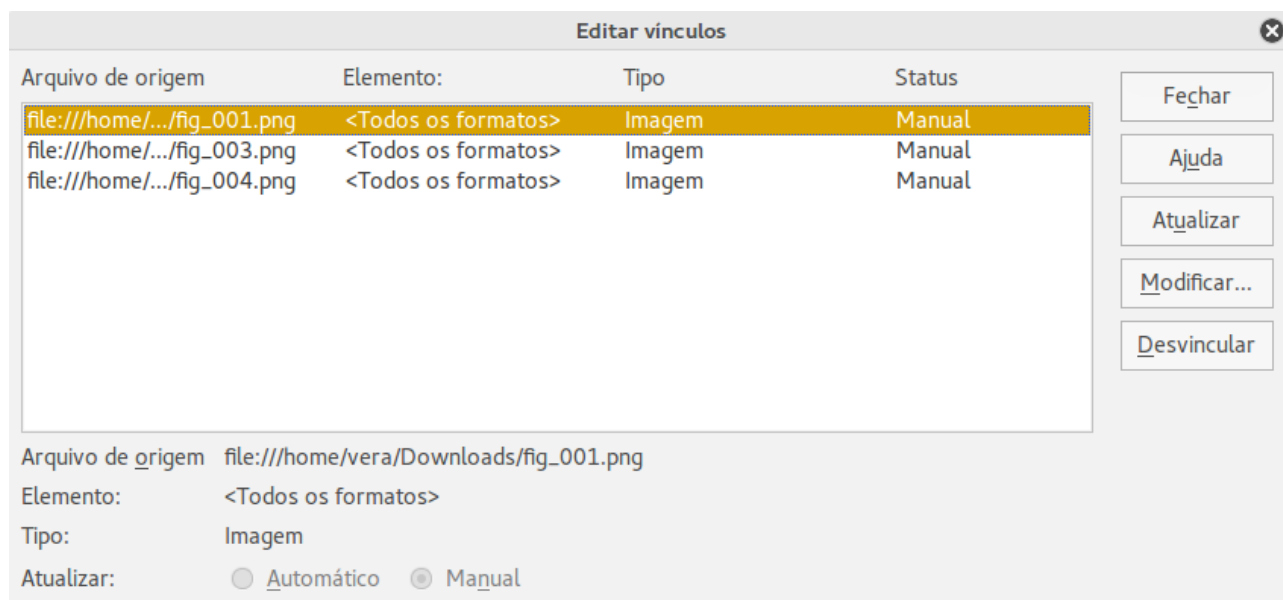 Editar vínculos
Arquivo de origem Elemento: Tipo Status
file:///home/.../fig_001.png <Todos os formatos> Imagem Manual
file:///home/.../fig_003.png <Todos os formatos> Imagem Manual
file:///home/.../fig_004.png <Todos os formatos> Imagem Manual
Fechar
Ajuda
Atualizar
Modificar...
Desvincular
Arquivo de origem file:///home/vera/Downloads/fig_001.png
Elemento: <Todos os formatos>
Tipo: Imagem
Atualizar: Automático Manual